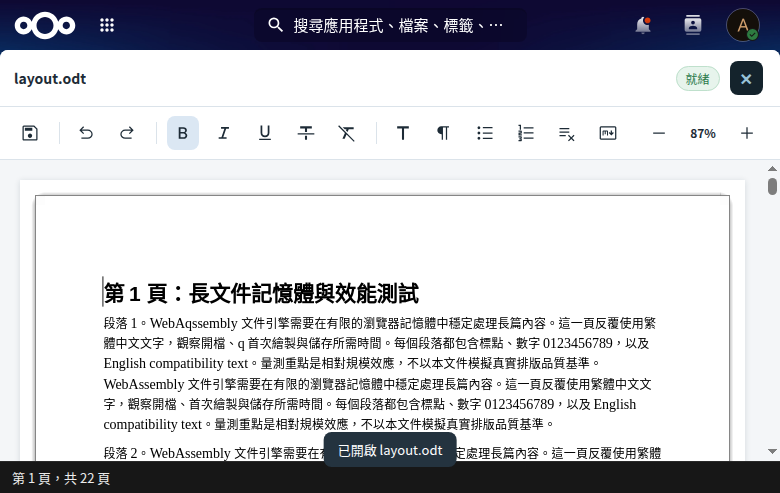 搜尋應用程式、檔案、標籤、…
A
layout.odt
就緒
87%
第 1 頁：長文件記憶體與效能測試
段落 1。WebAqssembly 文件引擎需要在有限的瀏覽器記憶體中穩定處理長篇內容。這一頁反覆使用繁
體中文文字，觀察開檔、q 首次繪製與儲存所需時間。每個段落都包含標點、數字 0123456789，以及
English compatibility text。量測重點是相對規模效應，不以本文件模擬真實排版品質基準。
WebAssembly 文件引擎需要在有限的瀏覽器記憶體中穩定處理長篇內容。這一頁反覆使用繁體中文文
字，觀察開檔、首次繪製與儲存所需時間。每個段落都包含標點、數字 0123456789，以及 English
compatibility text。量測重點是相對規模效應，不以本文件模擬真實排版品質基準。
段落 2。WebAssembly 文件引擎需要在有 定處理長篇內容。這一頁反覆使用繁體
已開啟 layout.odt
第 1 頁，共 22 頁